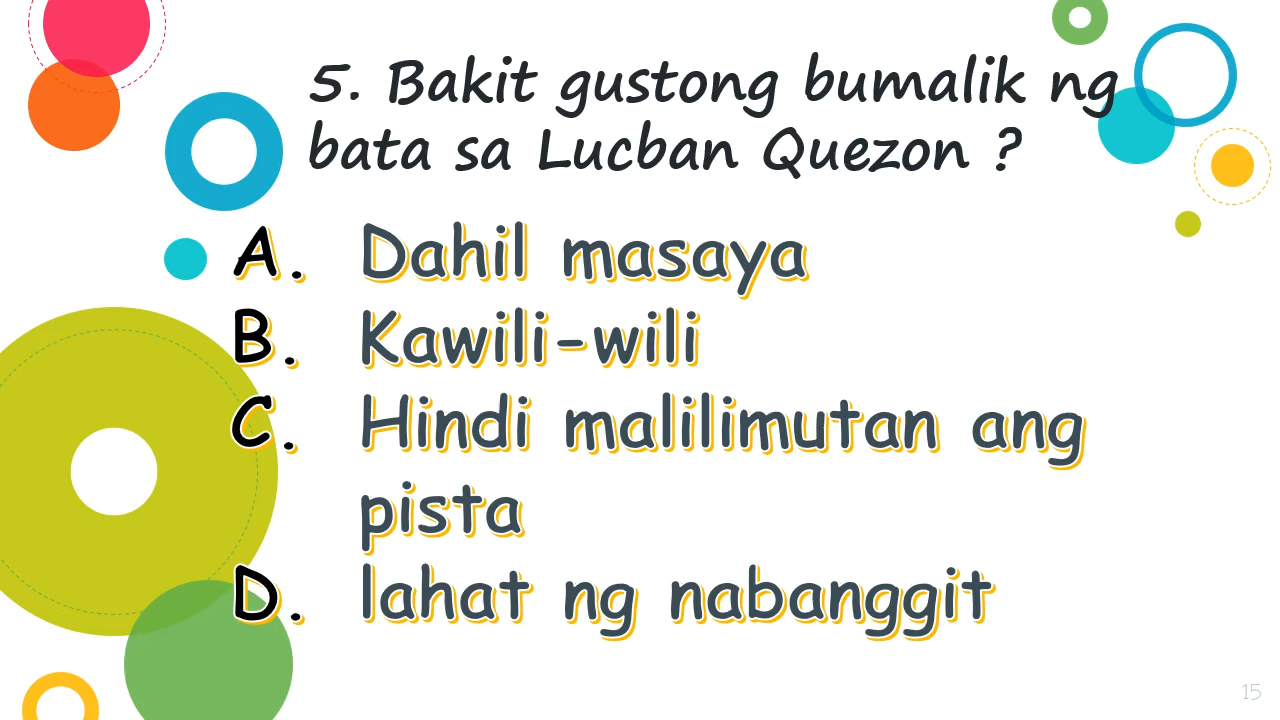 5. Bakit gustong bumalik ng
bata sa Lucban Quezon ?
A. Dahil masaya
B. Kawili-wili
C. Hindi malilimutan ang
pista
D. lahat ng nabanggit
15